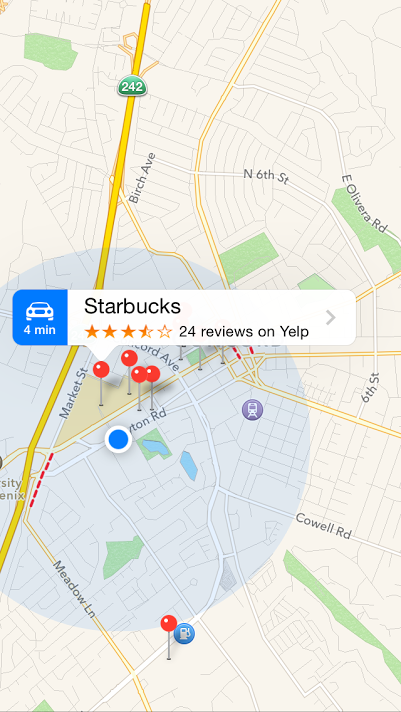 242
Birch Ave
N 6th St
E Olivera Rd
Starbucks
4 min
24 reviews on Yelp
Market St
6th St
Cowell Rd
Meadow Ln